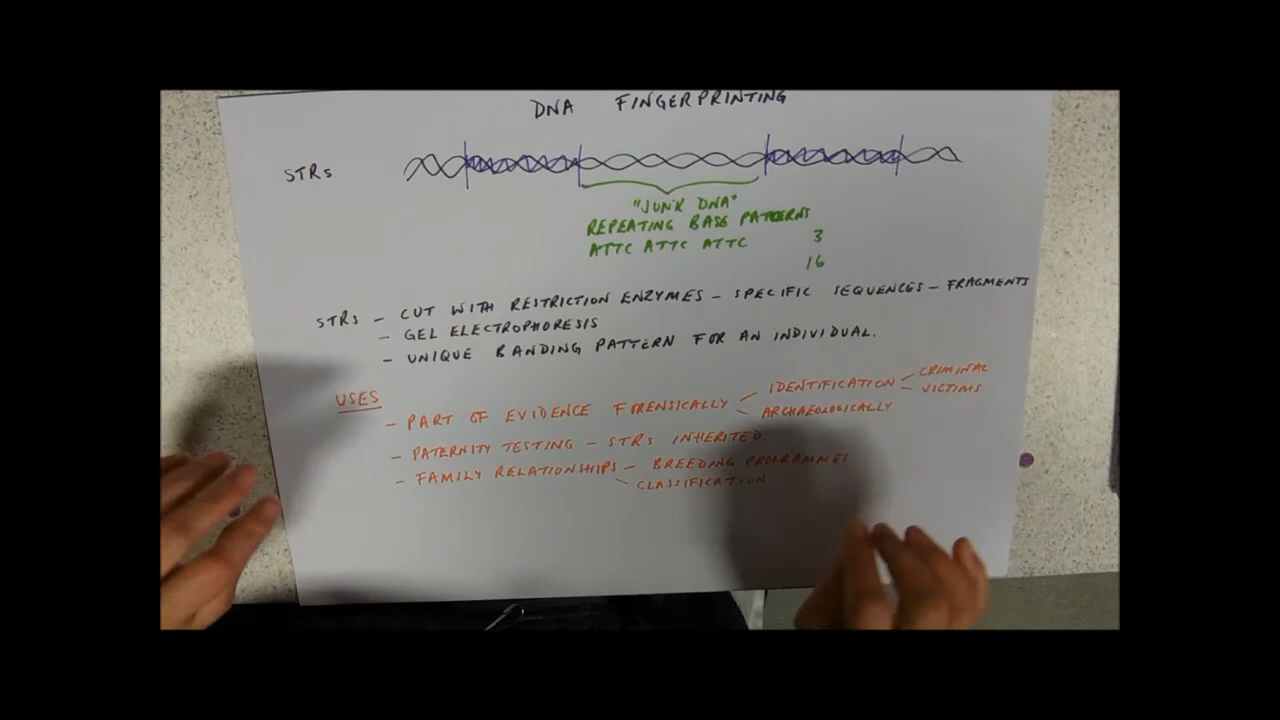 DNA FINGERPRINTING
STRs
"JUNK DNA"
REPEATING BASE PATTERNS
ATTC ATTC ATTC 3
16
STRs - CUT WITH RESTRICTION ENZYMES - SPECIFIC SEQUENCES - FRAGMENTS
- GEL ELECTROPHORESIS
- UNIQUE BANDING PATTERN FOR AN INDIVIDUAL.
USES
- PART OF EVIDENCE FORENSICALLY - IDENTIFICATION - CRIMINAL
- VICTIMS
- ARCHAEOLOGICALLY
- PATERNITY TESTING - STRs INHERITED
- FAMILY RELATIONSHIPS - BREEDING PROGRAMMES
- CLASSIFICATION